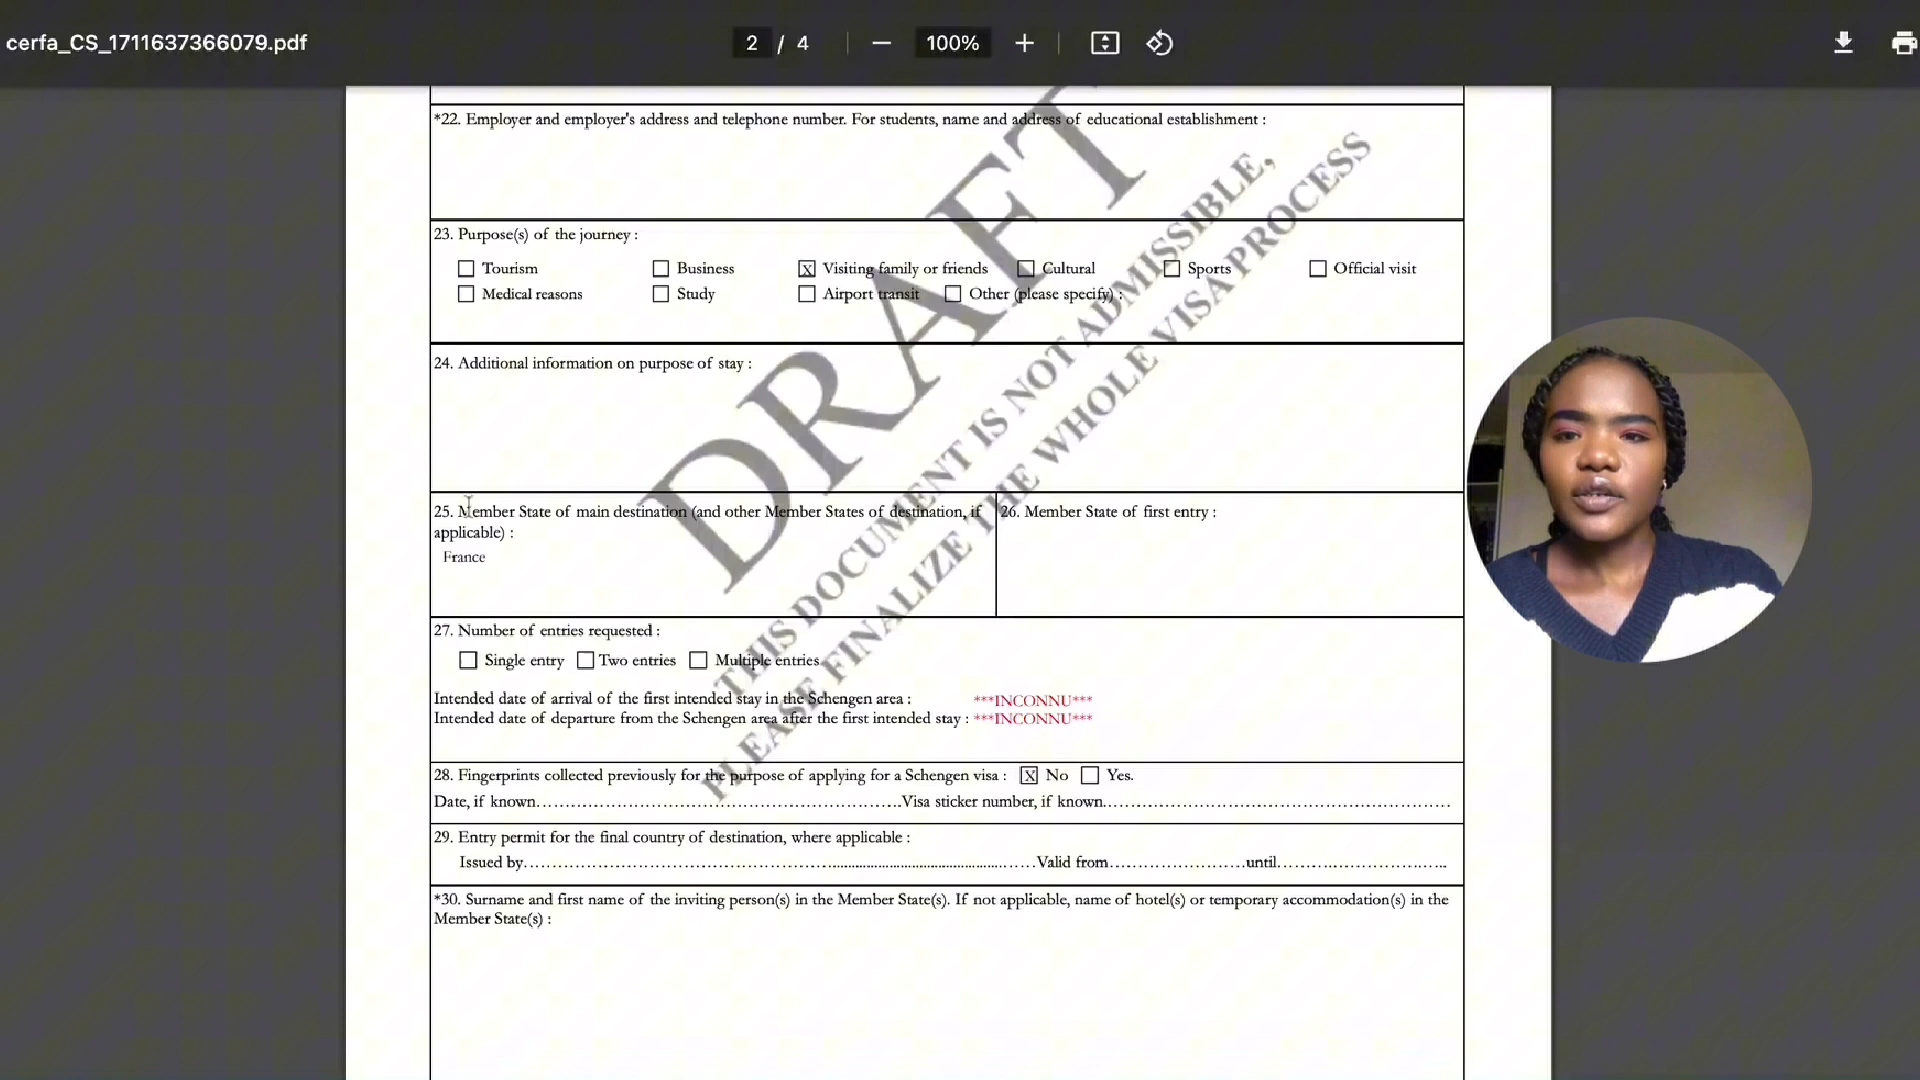 cerfa_CS_1711637366079.pdf
2 / 4
100%
*22. Employer and employer's address and telephone number. For students, name and address of educational establishment :
23. Purpose(s) of the journey :
Tourism Business x Visiting family or friends Cultural Sports Official visit
Medical reasons Study Airport transit Other (please specify) :
24. Additional information on purpose of stay :
25. Member State of main destination (and other Member States of destination, if
applicable) :
France
26. Member State of first entry :
27. Number of entries requested :
Single entry Two entries Multiple entries
Intended date of arrival of the first intended stay in the Schengen area : ***INCONNU***
Intended date of departure from the Schengen area after the first intended stay : ***INCONNU***
28. Fingerprints collected previously for the purpose of applying for a Schengen visa : X No Yes.
Date, if known.......................................................................Visa sticker number, if known.....................................................................
29. Entry permit for the final country of destination, where applicable :
Issued by.......................................................................Valid from...........................until...................................
*30. Surname and first name of the inviting person(s) in the Member State(s). If not applicable, name of hotel(s) or temporary accommodation(s) in the
Member State(s) :
DRAFT
THIS DOCUMENT IS NOT ADMISSIBLE,
PLEASE FINALIZE THE WHOLE VISA PROCESS